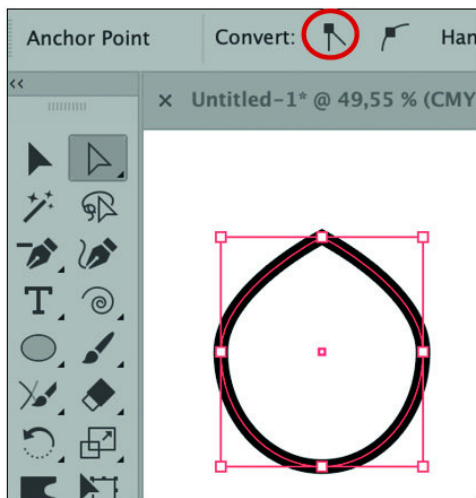 Anchor Point Convert: Han
× Untitled-1* @ 49,55 % (CMY